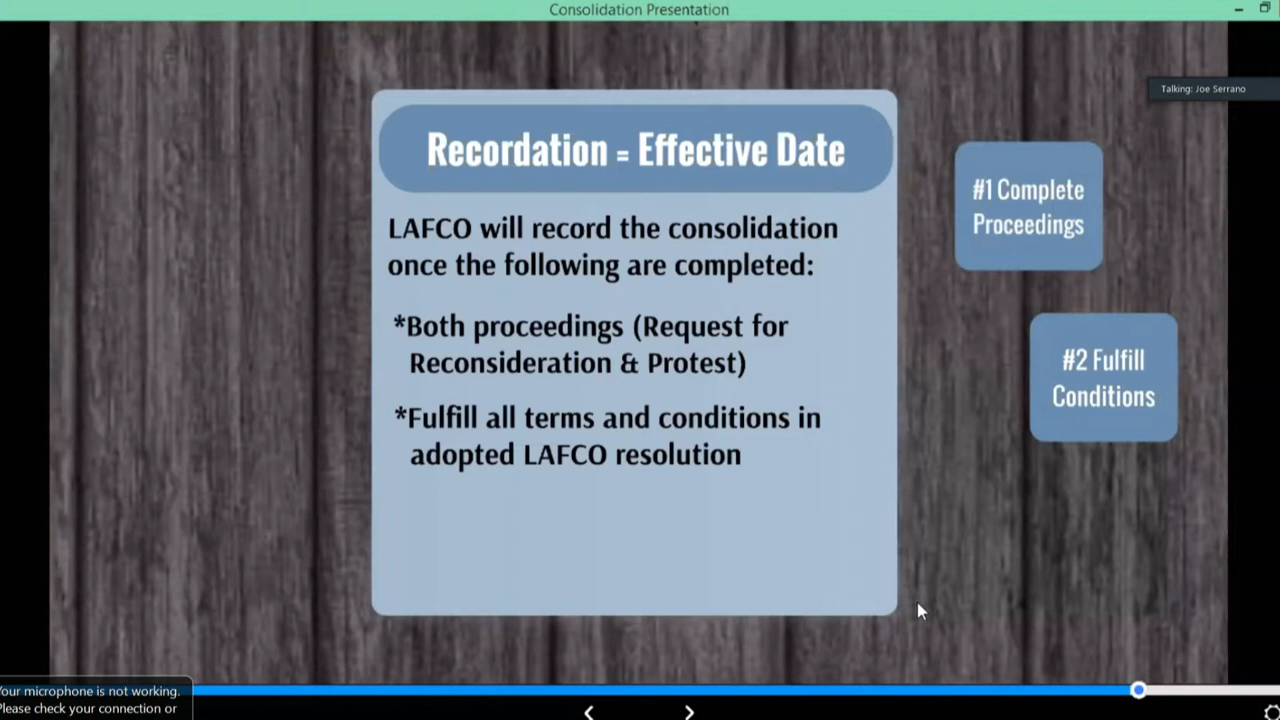 Consolidation Presentation
Talking: Joe Serrano
Recordation = Effective Date
LAFCO will record the consolidation
once the following are completed:
*Both proceedings (Request for
Reconsideration & Protest)
*Fulfill all terms and conditions in
adopted LAFCO resolution
#1 Complete
Proceedings
#2 Fulfill
Conditions
Your microphone is not working.
Please check your connection or